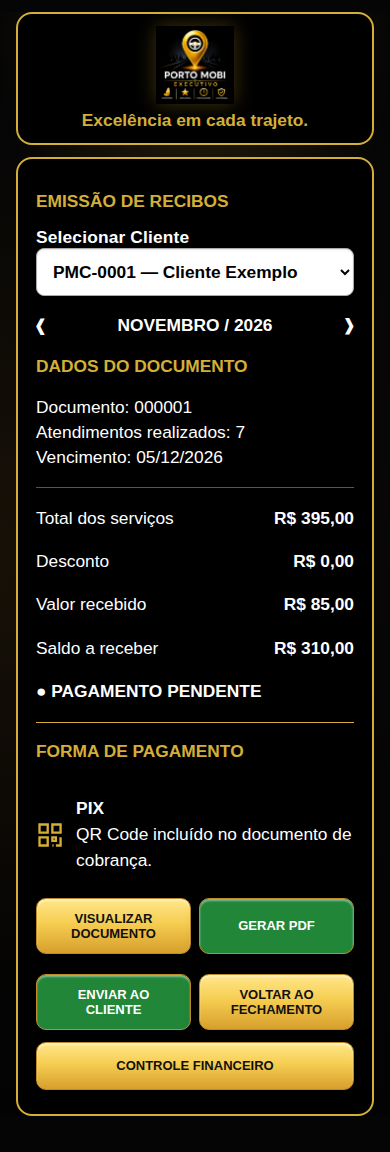 PORTO MOBI
EXECUTIVO
Excelência em cada trajeto.
EMISSÃO DE RECIBOS
Selecionar Cliente
PMC-0001 — Cliente Exemplo
❰ NOVEMBRO / 2026 ❱
DADOS DO DOCUMENTO
Documento: 000001
Atendimentos realizados: 7
Vencimento: 05/12/2026
Total dos serviços R$ 395,00
Desconto R$ 0,00
Valor recebido R$ 85,00
Saldo a receber R$ 310,00
● PAGAMENTO PENDENTE
FORMA DE PAGAMENTO
PIX
QR Code incluído no documento de
cobrança.
VISUALIZAR
DOCUMENTO
GERAR PDF
ENVIAR AO
CLIENTE
VOLTAR AO
FECHAMENTO
CONTROLE FINANCEIRO